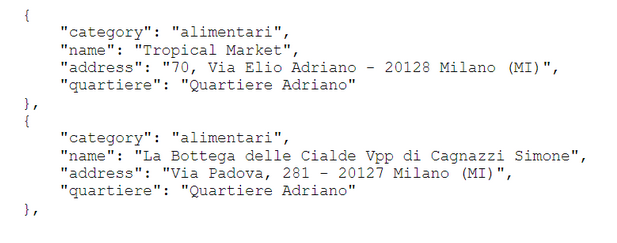 {
"category": "alimentari",
"name": "Tropical Market",
"address": "70, Via Elio Adriano - 20128 Milano (MI)",
"quartiere": "Quartiere Adriano"
},
{
"category": "alimentari",
"name": "La Bottega delle Cialde Vpp di Cagnazzi Simone",
"address": "Via Padova, 281 - 20127 Milano (MI)",
"quartiere": "Quartiere Adriano"
},